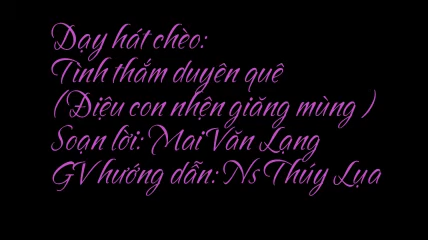 Dạy hát chèo:
Tình thắm duyên quê
(Điệu con nhện giăng mùng)
Soạn lời: Mai Văn Lạng
GV hướng dẫn: Ns Thúy Lụa